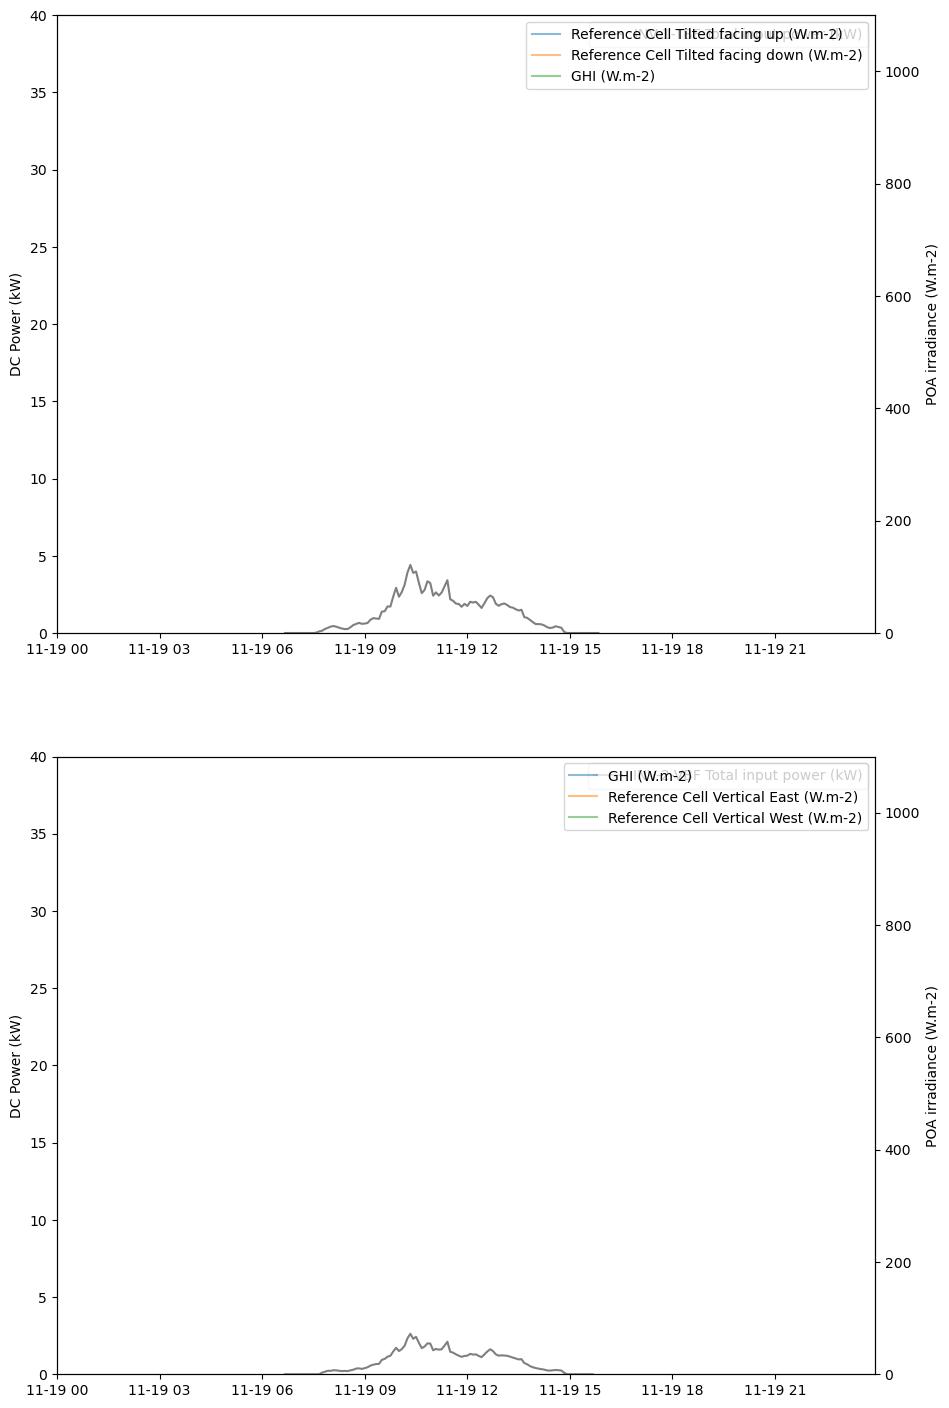 40
35
30
25
20
15
10
5
0
DC Power (kW)
Reference Cell Tilted facing up (W.m-2)
Reference Cell Tilted facing down (W.m-2)
GHI (W.m-2)
1000
800
600
400
200
0
POA irradiance (W.m-2)
11-19 00 11-19 03 11-19 06 11-19 09 11-19 12 11-19 15 11-19 18 11-19 21
40
35
30
25
20
15
10
5
0
DC Power (kW)
GHI (W.m-2)
Total input power (kW)
Reference Cell Vertical East (W.m-2)
Reference Cell Vertical West (W.m-2)
1000
800
600
400
200
0
POA irradiance (W.m-2)
11-19 00 11-19 03 11-19 06 11-19 09 11-19 12 11-19 15 11-19 18 11-19 21